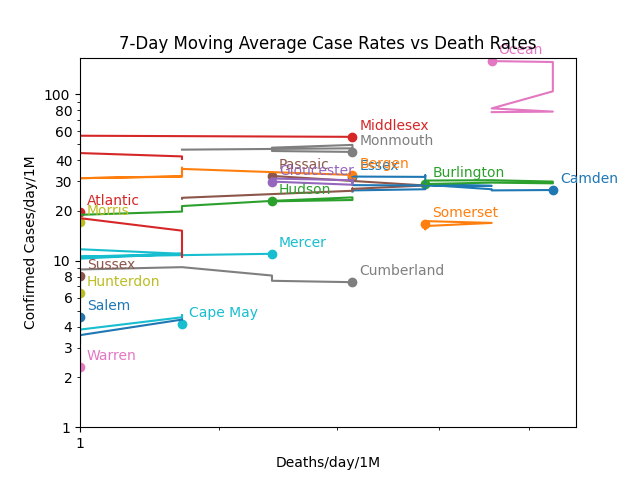 7-Day Moving Average Case Rates vs Death Rates
Ocean
100
80
60
40
30
20
10
8
6
4
3
2
1
Confirmed Cases/day/1M
Middlesex
Monmouth
Passaic
Essex
Bergen
Gloucester
Burlington
Camden
Hudson
Atlantic
Morris
Somerset
Mercer
Sussex
Cumberland
Hunterdon
Salem
Cape May
Warren
1
Deaths/day/1M